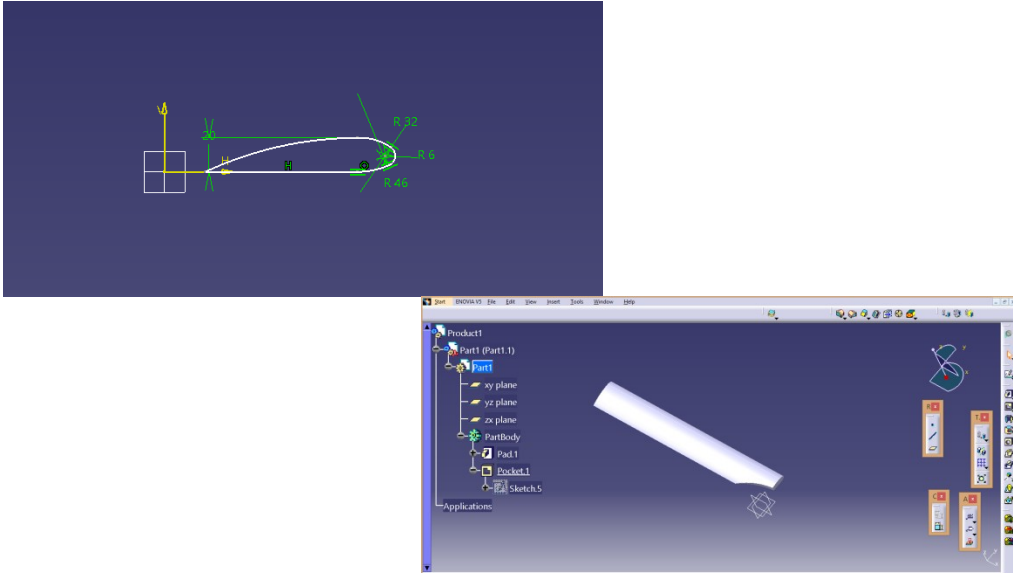 V
20
R 32
H
H
R 6
R 46
Start ENOVIA V5 File Edit View Insert Tools Window Help
Product1
Part1 (Part1.1)
Part1
xy plane
yz plane
zx plane
PartBody
Pad.1
Pocket.1
Sketch.5
Applications
y
x